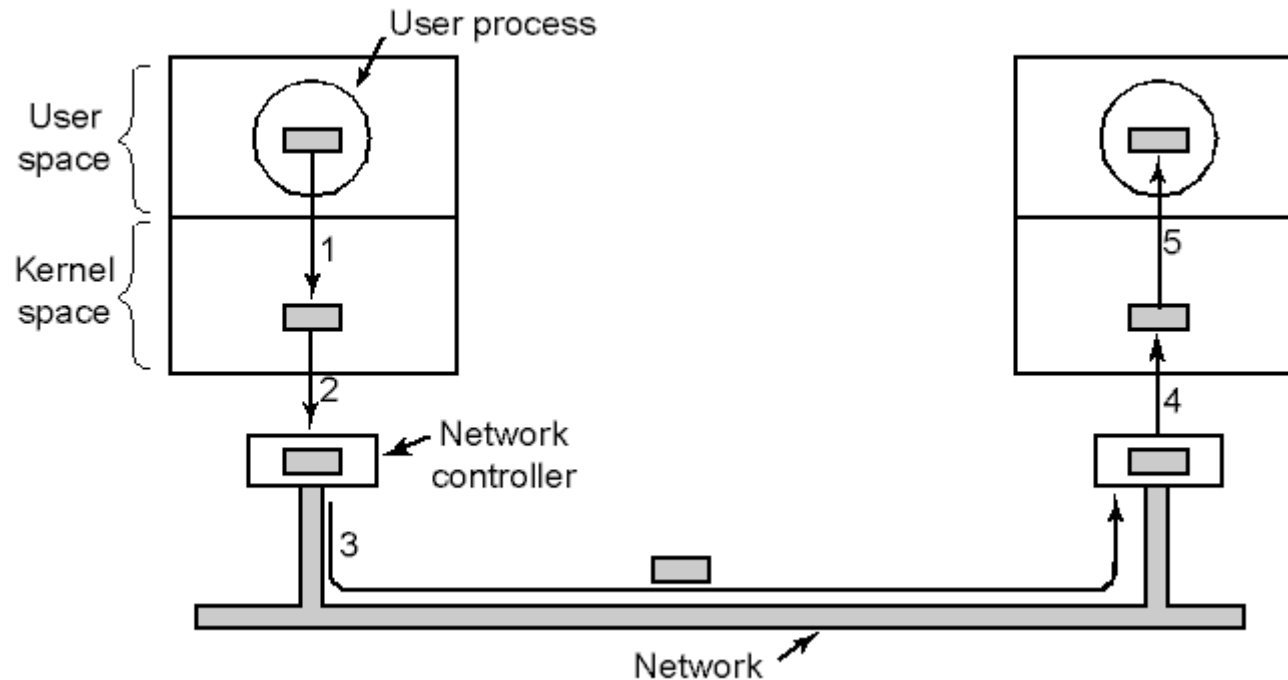 User process
User
space
1
5
Kernel
space
2
4
Network
controller
3
Network